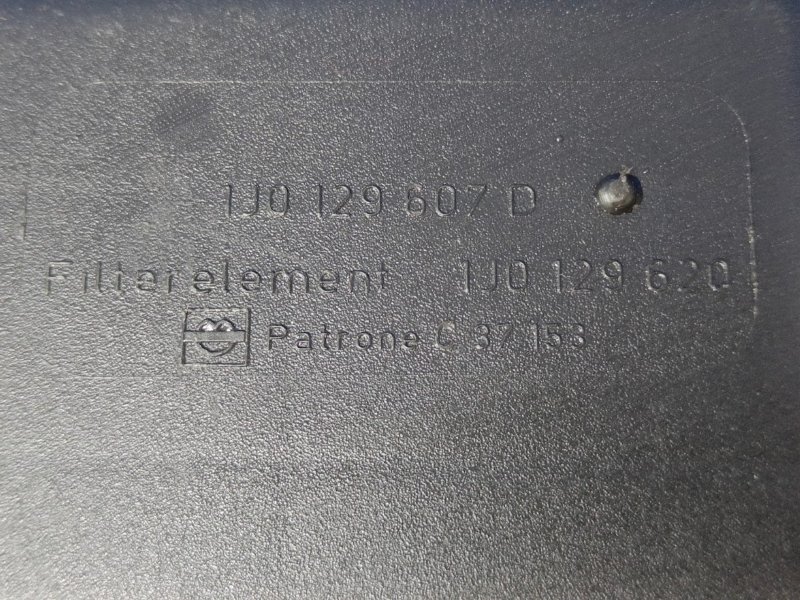 1J0 129 607 D
Filterelement 1J0 129 620
Patrone C 37 153